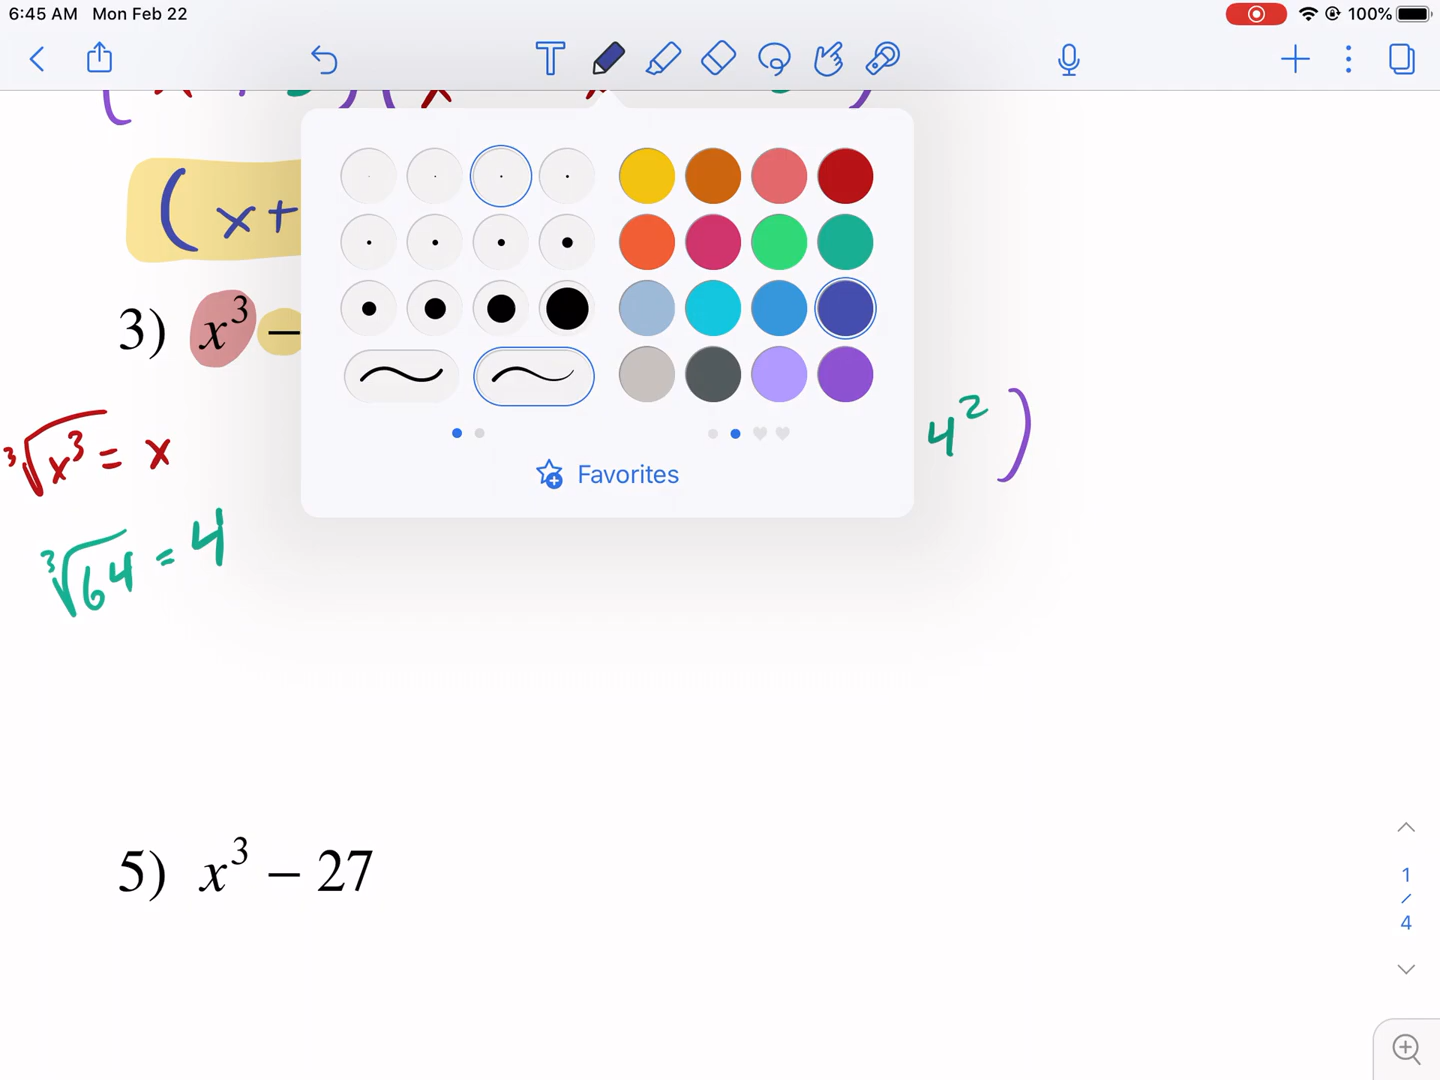 6:45 AM Mon Feb 22 100%
T
( x+
3) x³ −
∛x³ = x
4² )
∛64 = 4
Favorites
5) x³ − 27
1
/
4